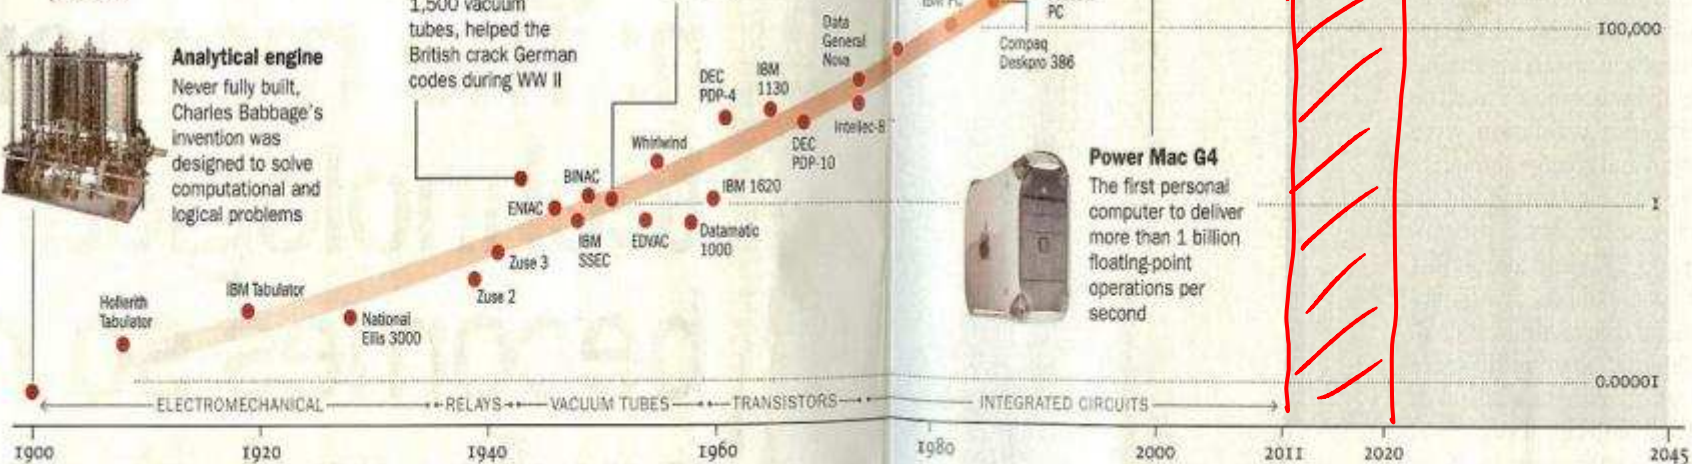 1,500 vacuum
tubes, helped the
British crack German
codes during WW II
Analytical engine
Never fully built,
Charles Babbage's
invention was
designed to solve
computational and
logical problems
Hollerith
Tabulator
IBM Tabulator
National
Ellis 3000
Zuse 2
Zuse 3
ENIAC
BINAC
IBM
SSEC
Whirlwind
EDVAC
Datamatic
1000
IBM 1620
DEC
PDP-4
IBM
1130
DEC
PDP-10
Data
General
Nova
Intellec-8
IBM PC
PC
Compaq
Deskpro 386
Power Mac G4
The first personal
computer to deliver
more than 1 billion
floating-point
operations per
second
100,000
1
0.00001
ELECTROMECHANICAL
RELAYS
VACUUM TUBES
TRANSISTORS
INTEGRATED CIRCUITS
1900
1920
1940
1960
1980
2000
2011
2020
2045